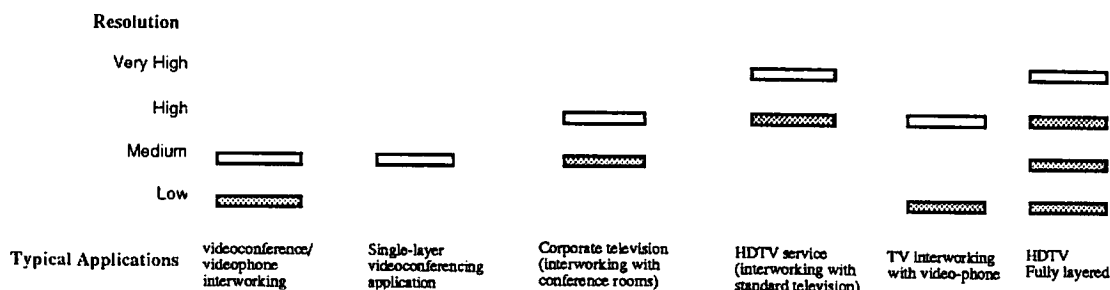 Resolution
Very High
High
Medium
Low
Typical Applications
videoconference/
videophone
interworking
Single-layer
videoconferencing
application
Corporate television
(interworking with
conference rooms)
HDTV service
(interworking with
standard television)
TV interworking
with video-phone
HDTV
Fully layered